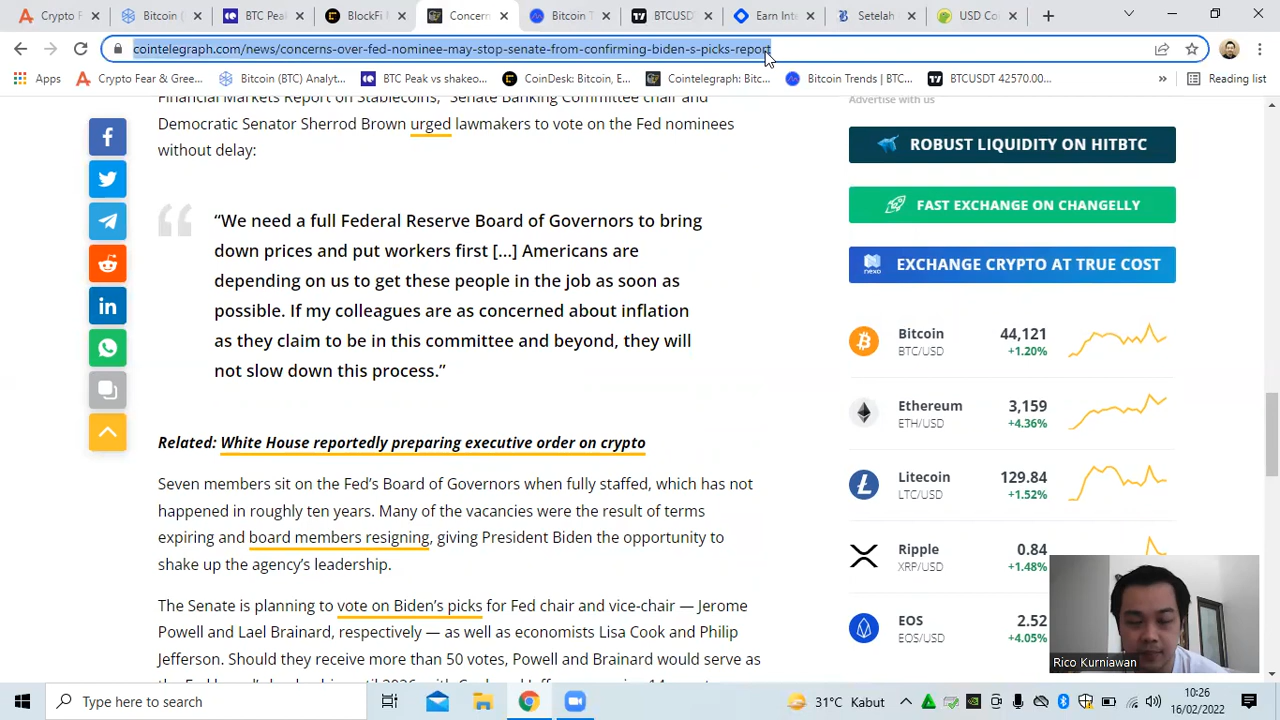 Crypto F
Bitcoin (
BTC Pea
BlockFi M
Concern
Bitcoin T
BTCUSD
Earn Inte
Setelah
USD Co
cointelegraph.com/news/concerns-over-fed-nominee-may-stop-senate-from-confirming-biden-s-picks-report
Apps
Crypto Fear & Gree...
Bitcoin (BTC) Analyt...
BTC Peak vs shakeo...
CoinDesk: Bitcoin, E...
Cointelegraph: Bitc...
Bitcoin Trends | BTC...
BTCUSDT 42570.00...
Reading list
Financial Markets Report on Stablecoins,” Senate Banking Committee chair and
Democratic Senator Sherrod Brown urged lawmakers to vote on the Fed nominees
without delay:
“We need a full Federal Reserve Board of Governors to bring
down prices and put workers first [...] Americans are
depending on us to get these people in the job as soon as
possible. If my colleagues are as concerned about inflation
as they claim to be in this committee and beyond, they will
not slow down this process.”
Related: White House reportedly preparing executive order on crypto
Seven members sit on the Fed’s Board of Governors when fully staffed, which has not
happened in roughly ten years. Many of the vacancies were the result of terms
expiring and board members resigning, giving President Biden the opportunity to
shake up the agency’s leadership.
The Senate is planning to vote on Biden’s picks for Fed chair and vice-chair — Jerome
Powell and Lael Brainard, respectively — as well as economists Lisa Cook and Philip
Jefferson. Should they receive more than 50 votes, Powell and Brainard would serve as
Advertise with us
ROBUST LIQUIDITY ON HITBTC
FAST EXCHANGE ON CHANGELLY
nexo EXCHANGE CRYPTO AT TRUE COST
Bitcoin 44,121
BTC/USD +1.20%
Ethereum 3,159
ETH/USD +4.36%
Litecoin 129.84
LTC/USD +1.52%
Ripple 0.84
XRP/USD +1.48%
EOS 2.52
EOS/USD +4.05%
Rico Kurniawan
Type here to search
31°C Kabut
10:26
16/02/2022